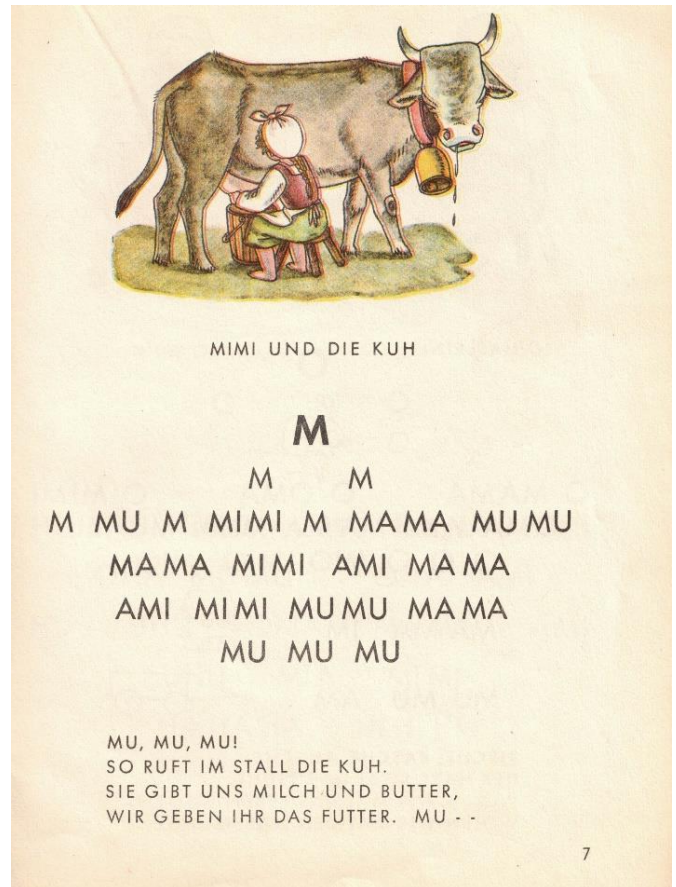 MIMI UND DIE KUH
M
M M
M MU M MIMI M MAMA MUMU
MAMA MIMI AMI MAMA
AMI MIMI MUMU MAMA
MU MU MU
MU, MU, MU!
SO RUFT IM STALL DIE KUH.
SIE GIBT UNS MILCH UND BUTTER,
WIR GEBEN IHR DAS FUTTER. MU - -
7